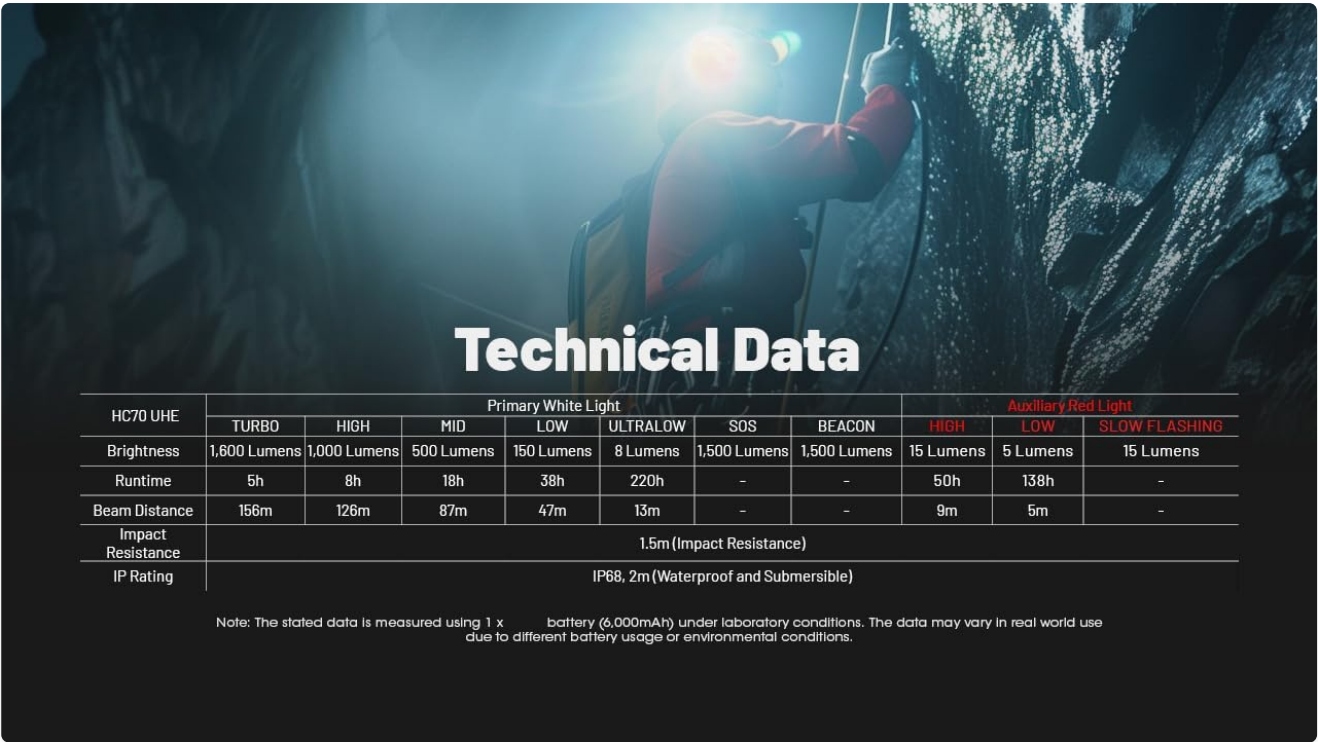 Technical Data
HC70 UHE Primary White Light Auxiliary Red Light
TURBO HIGH MID LOW ULTRALOW SOS BEACON HIGH LOW SLOW FLASHING
Brightness 1,600 Lumens 1,000 Lumens 500 Lumens 150 Lumens 8 Lumens 1,500 Lumens 1,500 Lumens 15 Lumens 5 Lumens 15 Lumens
Runtime 5h 8h 18h 38h 220h - - 50h 138h -
Beam Distance 156m 126m 87m 47m 13m - - 9m 5m -
Impact
Resistance
1.5m (Impact Resistance)
IP Rating IP68, 2m (Waterproof and Submersible)
Note: The stated data is measured using 1 x battery (6,000mAh) under laboratory conditions. The data may vary in real world use
due to different battery usage or environmental conditions.